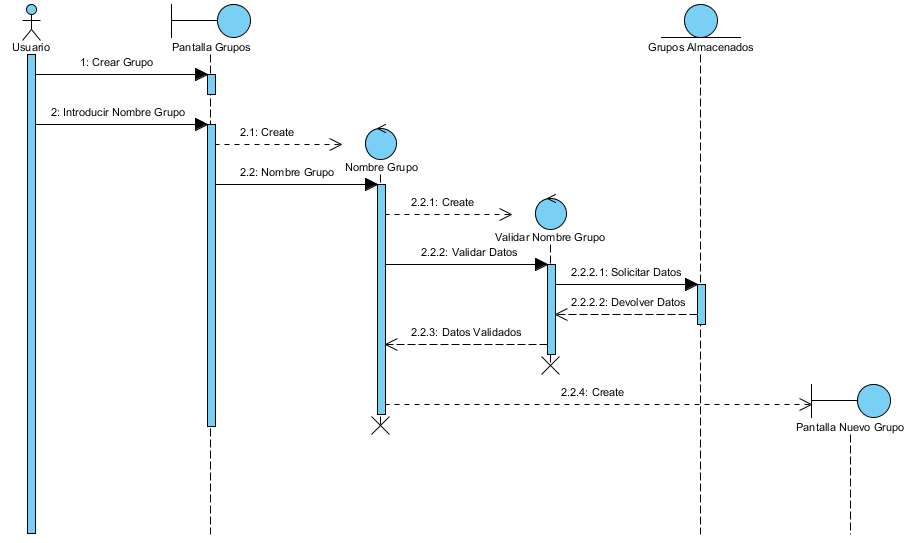 Usuario
Pantalla Grupos
Grupos Almacenados
1: Crear Grupo
2: Introducir Nombre Grupo
2.1: Create
Nombre Grupo
2.2: Nombre Grupo
2.2.1: Create
Validar Nombre Grupo
2.2.2: Validar Datos
2.2.2.1: Solicitar Datos
2.2.2.2: Devolver Datos
2.2.3: Datos Validados
2.2.4: Create
Pantalla Nuevo Grupo